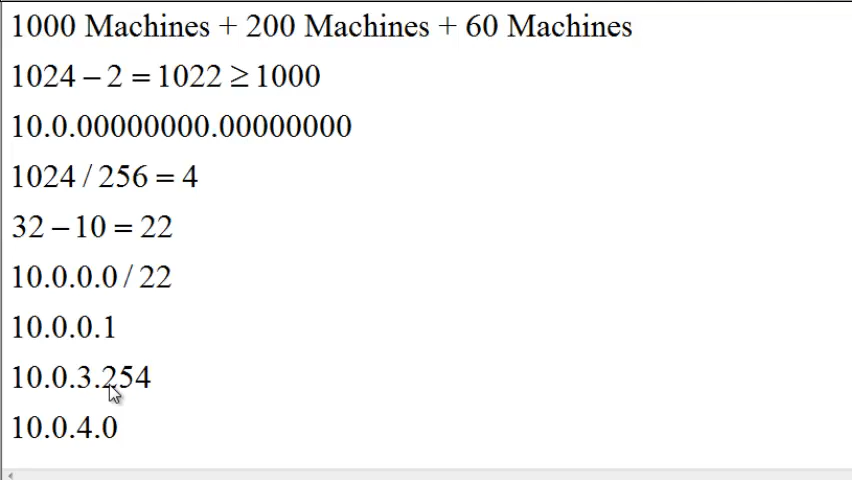 1000 Machines + 200 Machines + 60 Machines
1024 – 2 = 1022 ≥ 1000
10.0.00000000.00000000
1024 / 256 = 4
32 – 10 = 22
10.0.0.0 / 22
10.0.0.1
10.0.3.254
10.0.4.0